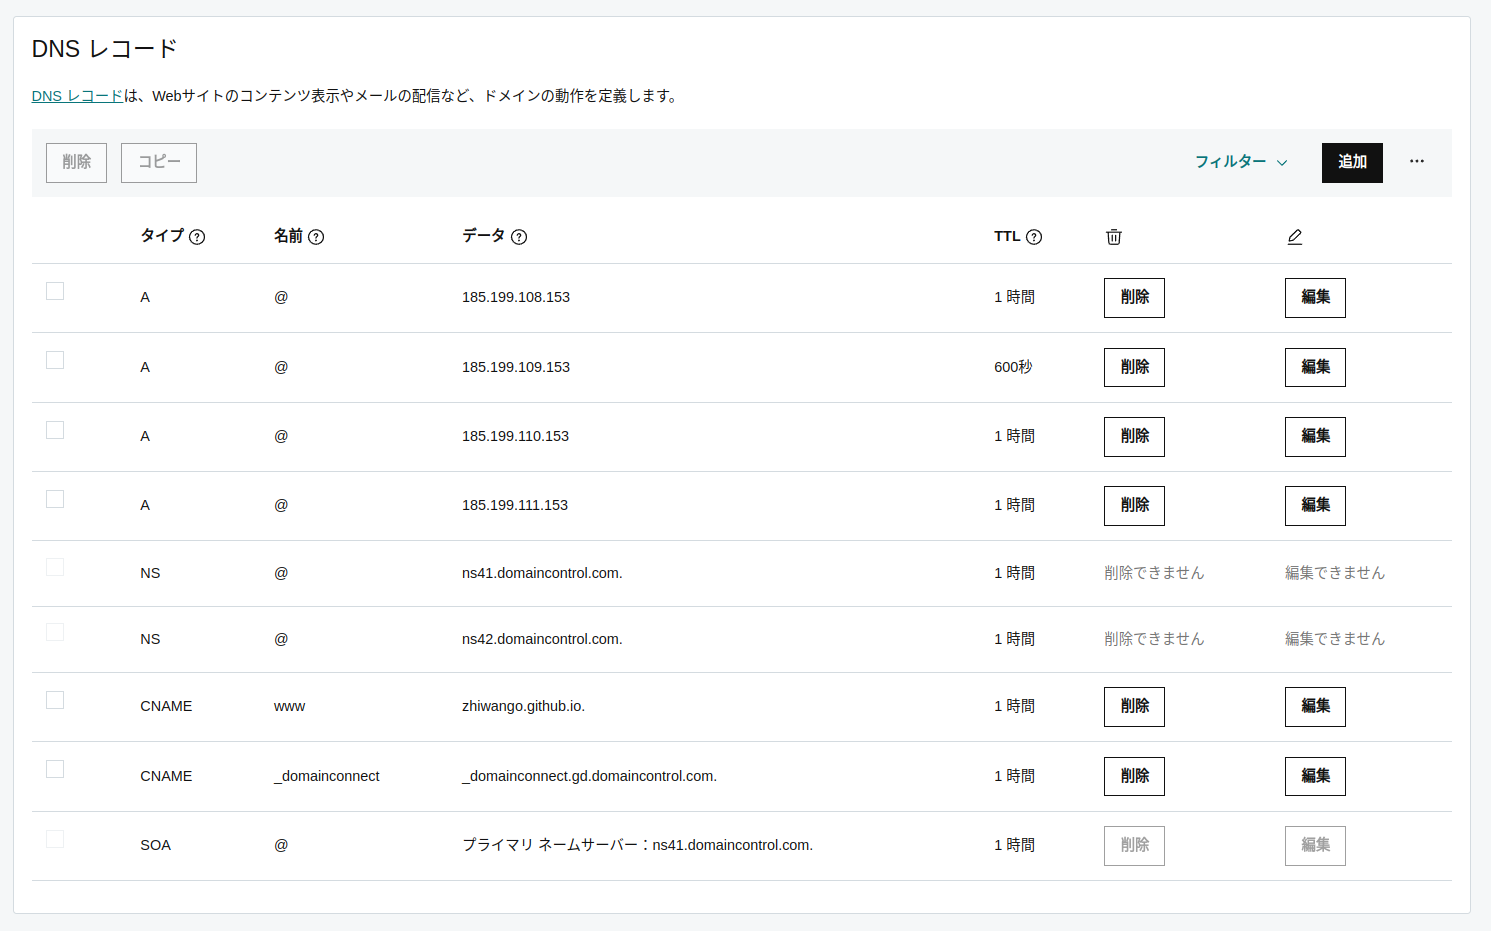 DNS レコード
DNS レコードは、Webサイトのコンテンツ表示やメールの配信など、ドメインの動作を定義します。
削除 コピー フィルター 追加 ...
タイプ ? 名前 ? データ ? TTL ?
A @ 185.199.108.153 1 時間 削除 編集
A @ 185.199.109.153 600秒 削除 編集
A @ 185.199.110.153 1 時間 削除 編集
A @ 185.199.111.153 1 時間 削除 編集
NS @ ns41.domaincontrol.com. 1 時間 削除できません 編集できません
NS @ ns42.domaincontrol.com. 1 時間 削除できません 編集できません
CNAME www zhiwango.github.io. 1 時間 削除 編集
CNAME _domainconnect _domainconnect.gd.domaincontrol.com. 1 時間 削除 編集
SOA @ プライマリ ネームサーバー：ns41.domaincontrol.com. 1 時間 削除 編集